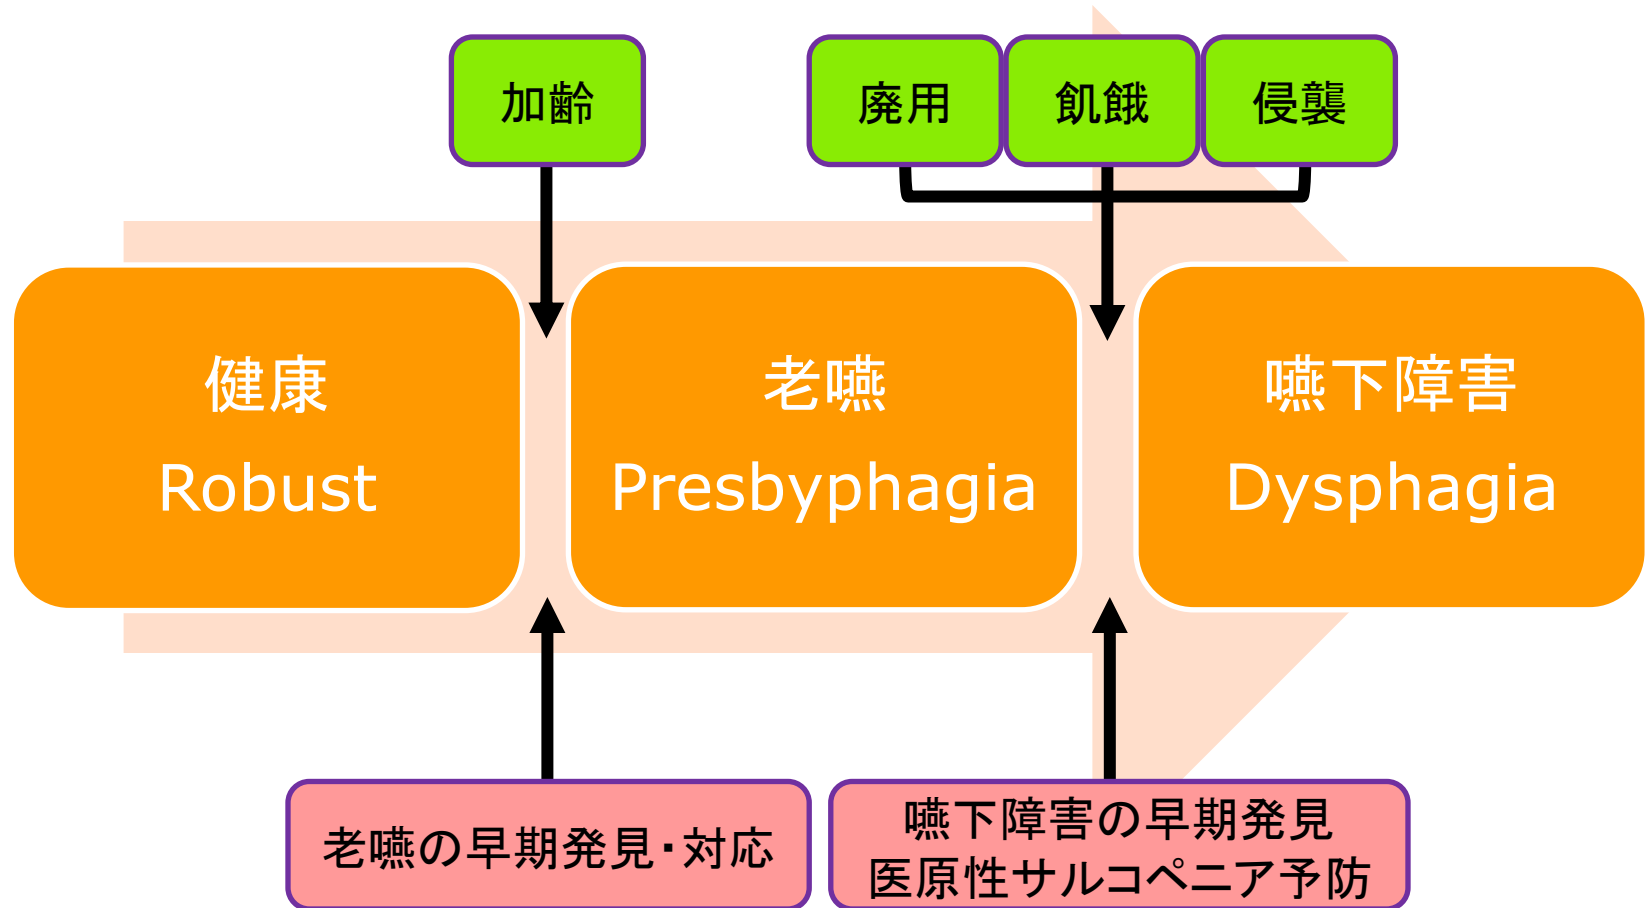 加齢
廃用
飢餓
侵襲
健康
Robust
老嚥
Presbyphagia
嚥下障害
Dysphagia
老嚥の早期発見・対応
嚥下障害の早期発見
医原性サルコペニア予防